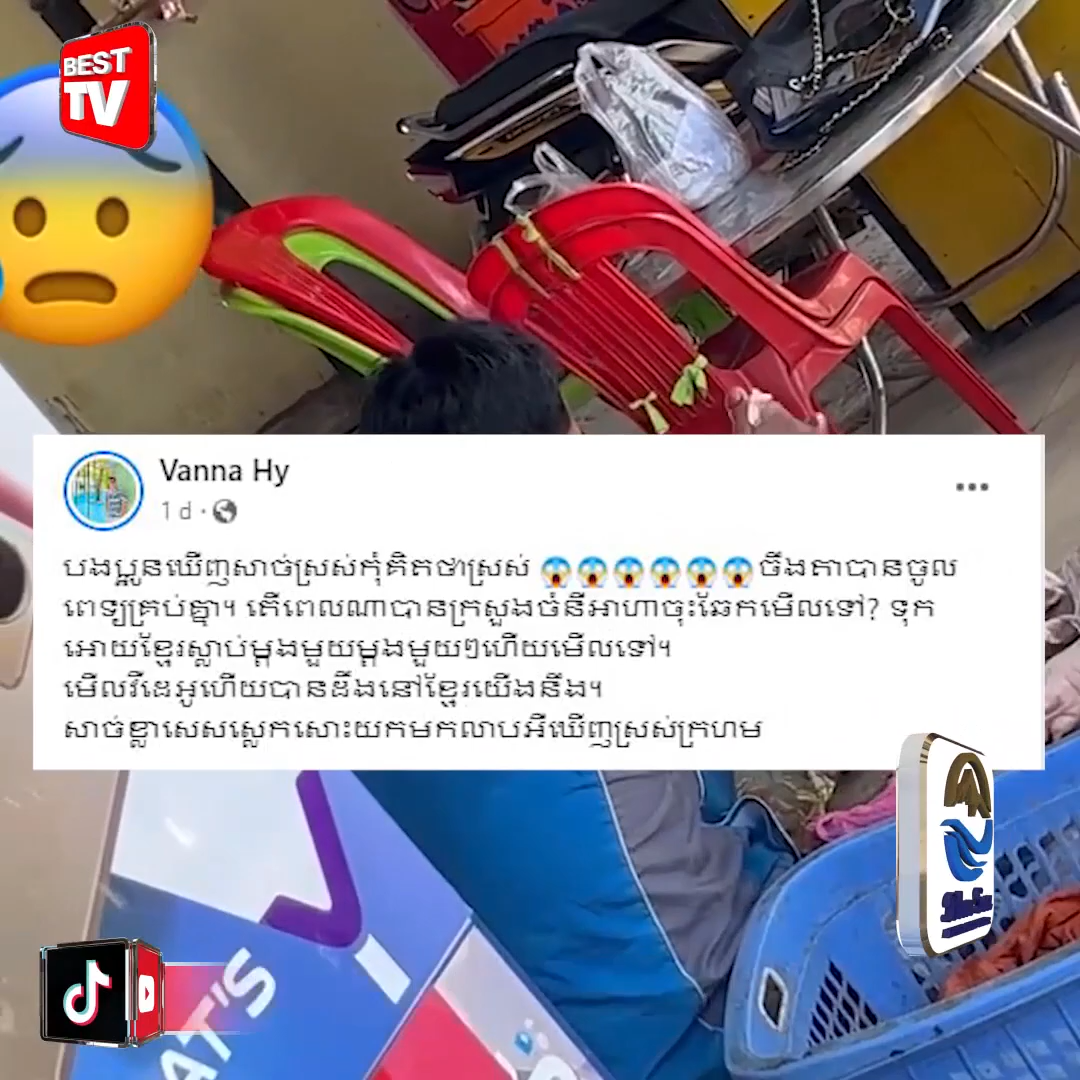 BEST
TV
Vanna Hy
1 d ·
បងប្អូនឃើញសាច់ស្រស់កុំគិតថាស្រស់ 😱😱😱😱😱😱 ចឹងតាបានចូល
ពេទ្យគ្រប់គ្នា។ តើពេលណាបានក្រសួងចំនីអាហាចុះឆែកមើលទៅ? ទុក
អោយខ្មែរស្លាប់ម្តងមួយម្តងមួយៗហើយមើលទៅ។
មើលវីដេអូហើយបានដឹងនៅខ្មែរយើងនឹង។
សាច់ខ្លាសេសស្លេកសោះយកមកលាបអីឃើញស្រស់ក្រហម
AT'S